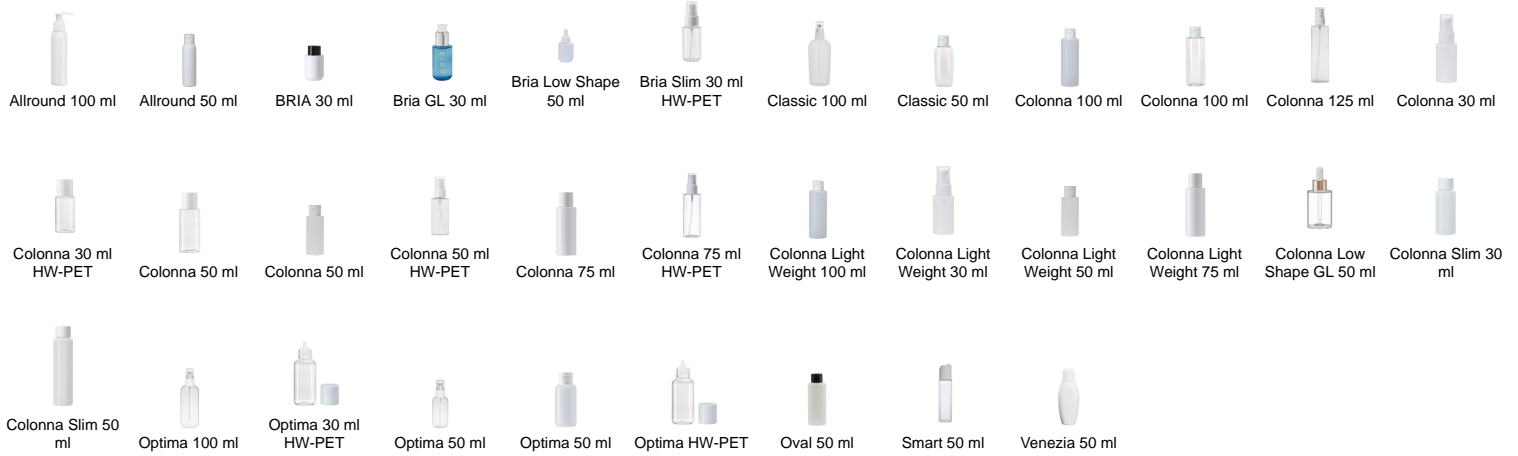 Allround 100 ml
Allround 50 ml
BRIA 30 ml
Bria GL 30 ml
Bria Low Shape
50 ml
Bria Slim 30 ml
HW-PET
Classic 100 ml
Classic 50 ml
Colonna 100 ml
Colonna 100 ml
Colonna 125 ml
Colonna 30 ml
Colonna 30 ml
HW-PET
Colonna 50 ml
Colonna 50 ml
Colonna 50 ml
HW-PET
Colonna 75 ml
Colonna 75 ml
HW-PET
Colonna Light
Weight 100 ml
Colonna Light
Weight 30 ml
Colonna Light
Weight 50 ml
Colonna Light
Weight 75 ml
Colonna Low
Shape GL 50 ml
Colonna Slim 30
ml
Colonna Slim 50
ml
Optima 100 ml
Optima 30 ml
HW-PET
Optima 50 ml
Optima 50 ml
Optima HW-PET
Oval 50 ml
Smart 50 ml
Venezia 50 ml